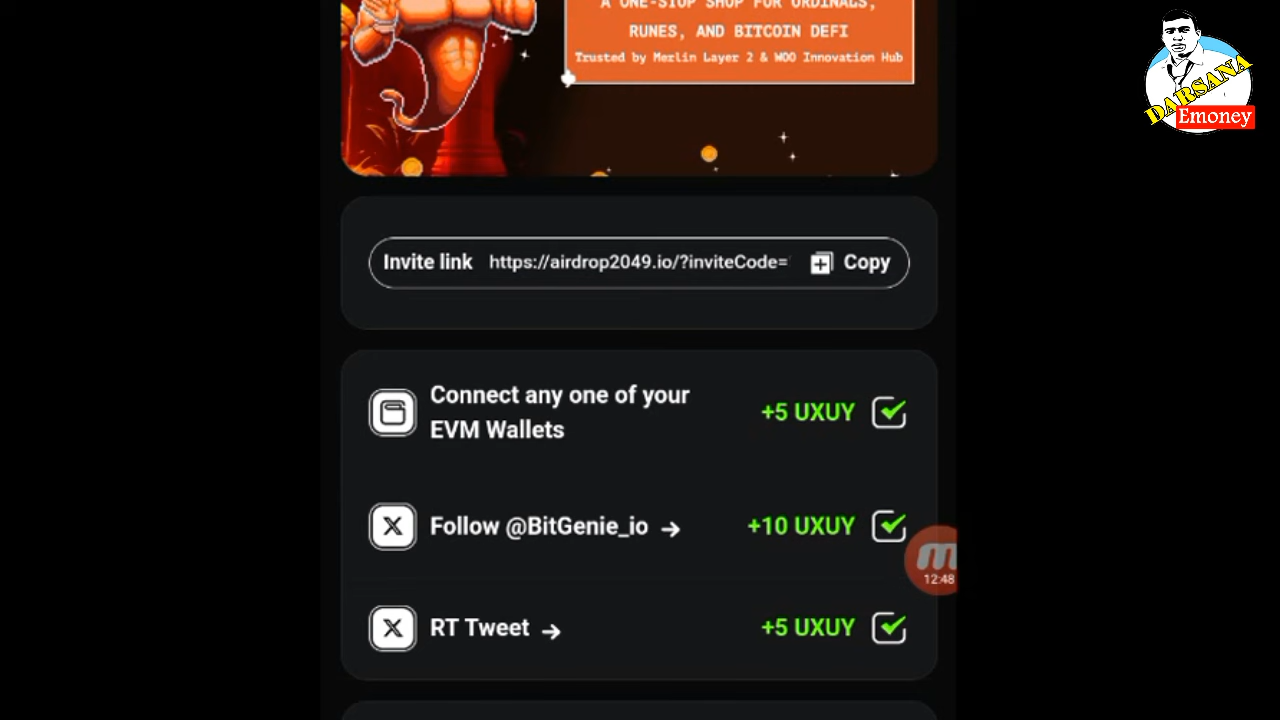 A ONE-STOP SHOP FOR ORDINALS,
RUNES, AND BITCOIN DEFI
Trusted by Merlin Layer 2 & WOO Innovation Hub
DARSANA
Emoney
Invite link https://airdrop2049.io/?inviteCode= Copy
Connect any one of your
EVM Wallets
+5 UXUY
Follow @BitGenie_io → +10 UXUY
12:48
RT Tweet → +5 UXUY